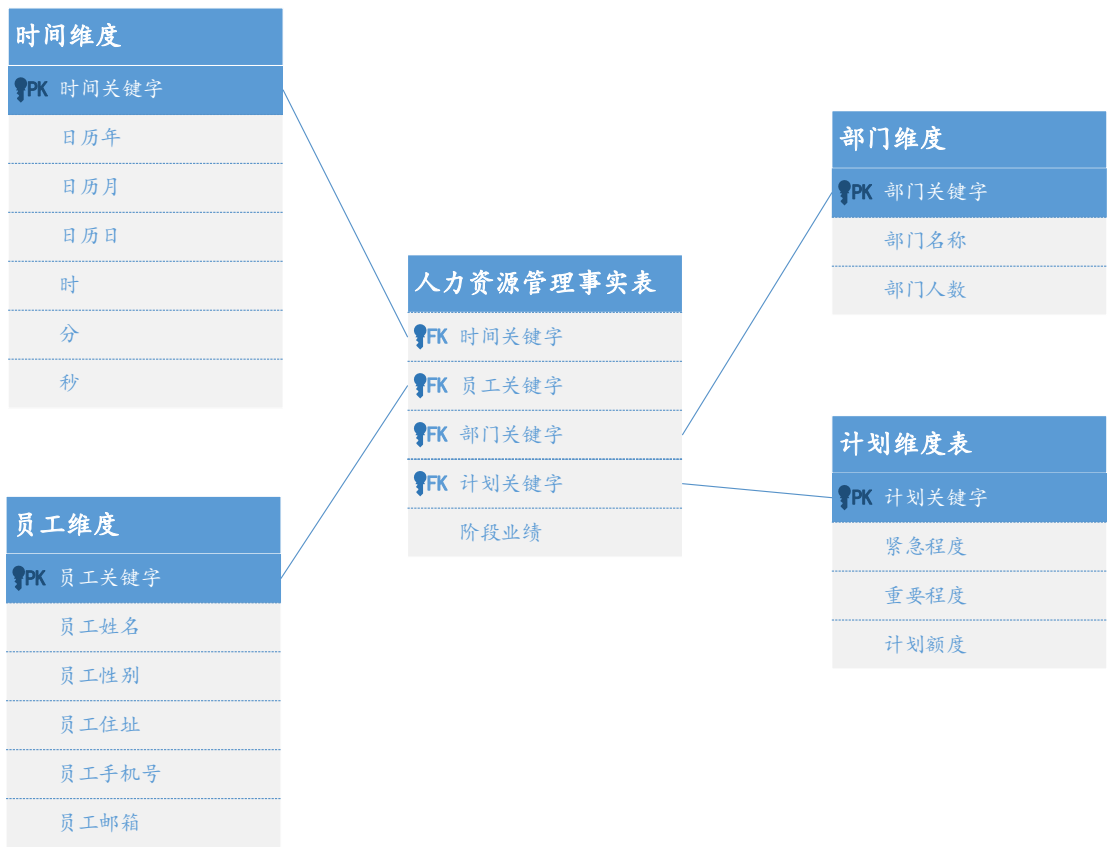 时间维度
PK 时间关键字
日历年
日历月
日历日
时
分
秒
员工维度
PK 员工关键字
员工姓名
员工性别
员工住址
员工手机号
员工邮箱
人力资源管理事实表
FK 时间关键字
FK 员工关键字
FK 部门关键字
FK 计划关键字
阶段业绩
部门维度
PK 部门关键字
部门名称
部门人数
计划维度表
PK 计划关键字
紧急程度
重要程度
计划额度